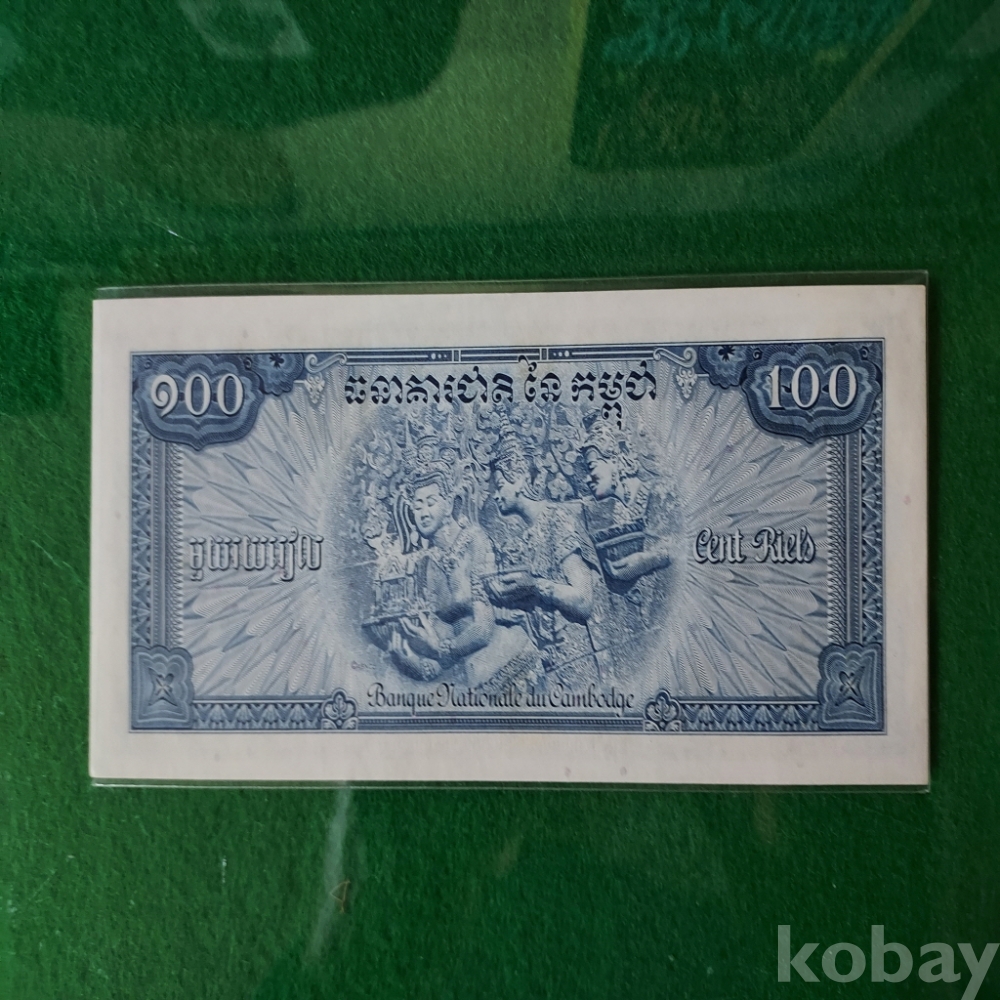 ១០០
ធនាគារជាតិ នៃ កម្ពុជា
100
មួយរយរៀល
Cent Riels
Banque Nationale du Cambodge
kobay